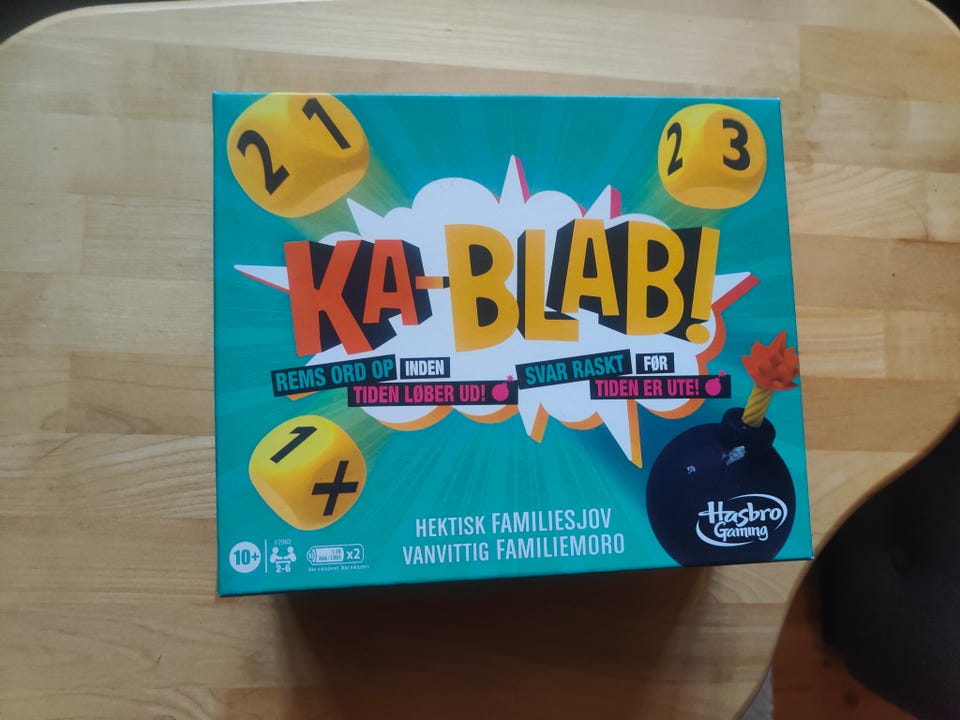 2 1
2 3
KA-BLAB!
REMS ORD OP INDEN
TIDEN LØBER UD!
SVAR RASKT FØR
TIDEN ER UTE!
1 +
HEKTISK FAMILIESJOV
VANVITTIG FAMILIEMORO
Hasbro
Gaming
10+
F2562
2-6
x2